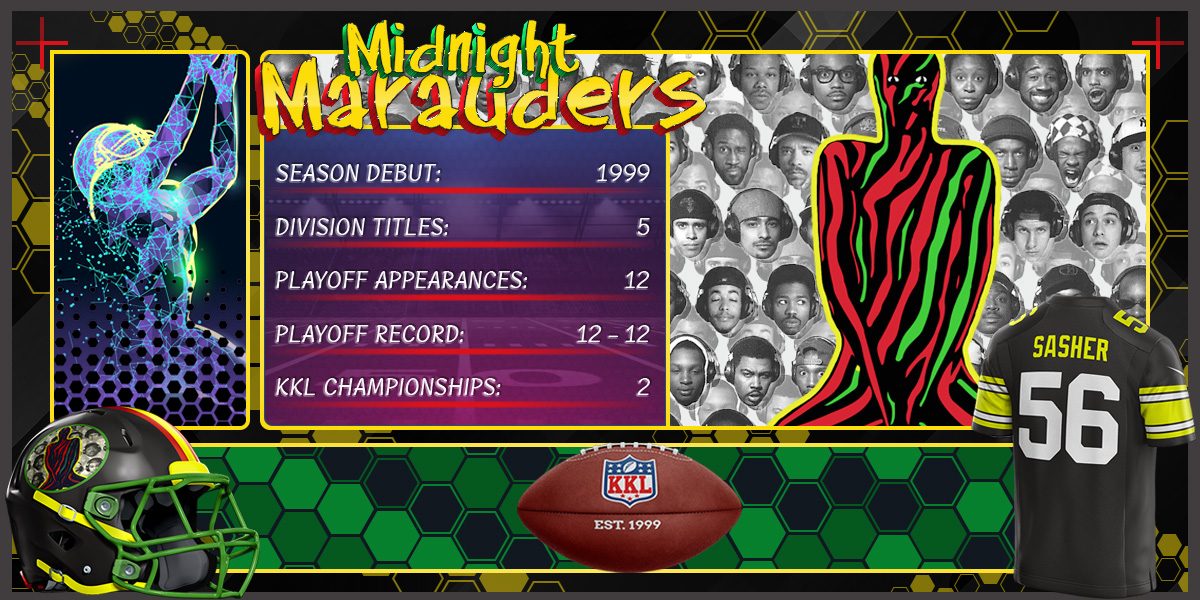 Midnight
Marauders
SEASON DEBUT: 1999
DIVISION TITLES: 5
PLAYOFF APPEARANCES: 12
PLAYOFF RECORD: 12 – 12
KKL CHAMPIONSHIPS: 2
SASHER
56
5
KKL
EST. 1999